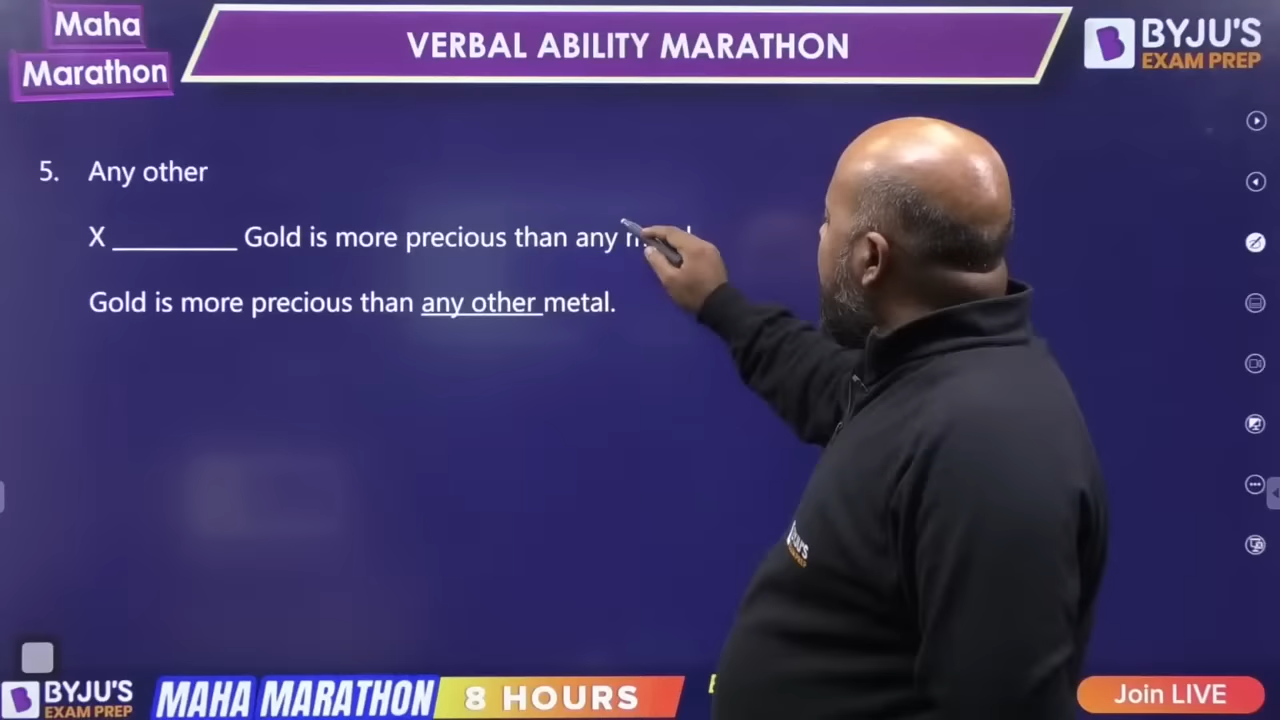 Maha
Marathon
VERBAL ABILITY MARATHON
BYJU'S
EXAM PREP
5. Any other
X _________ Gold is more precious than any
Gold is more precious than any other metal.
BYJU'S
EXAM PREP
MAHA MARATHON
8 HOURS
Join LIVE